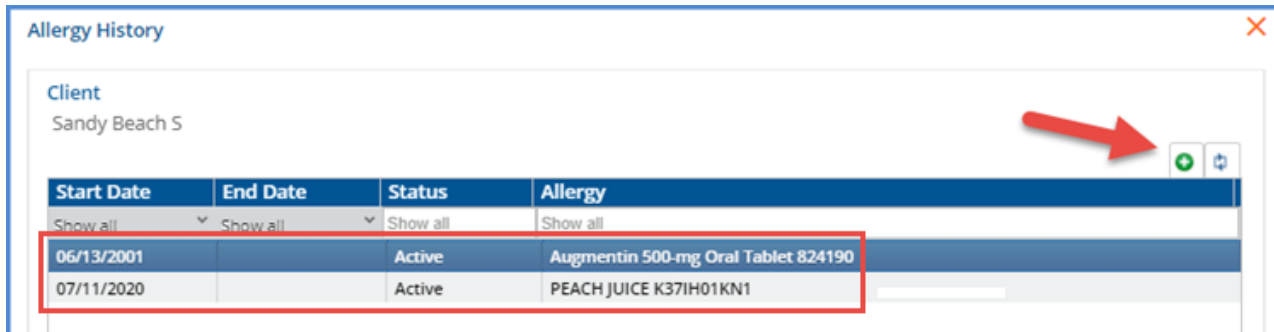 Allergy History
Client
Sandy Beach S
Start Date End Date Status Allergy
Show all Show all Show all Show all
06/13/2001 Active Augmentin 500-mg Oral Tablet 824190
07/11/2020 Active PEACH JUICE K37IH01KN1